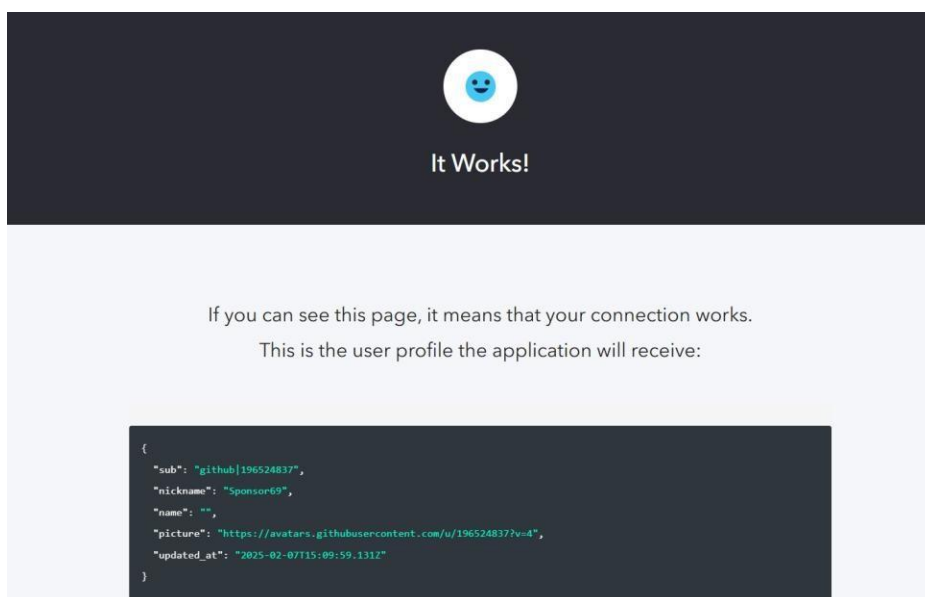 It Works!
If you can see this page, it means that your connection works.
This is the user profile the application will receive:
{
"sub": "github|196524837",
"nickname": "Sponsor69",
"name": "",
"picture": "https://avatars.githubusercontent.com/u/196524837?v=4",
"updated_at": "2025-02-07T15:09:59.131Z"
}